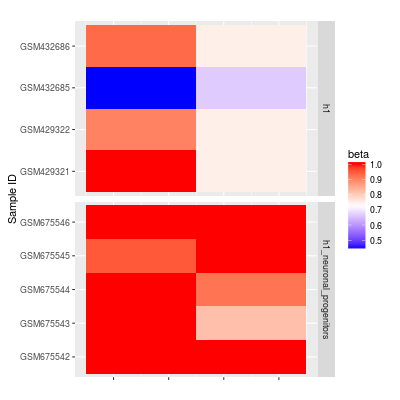 Sample ID
GSM432686
GSM432685
GSM429322
GSM429321
h1
GSM675546
GSM675545
GSM675544
GSM675543
GSM675542
h1_neuronal_progenitors
beta
1.0
0.9
0.8
0.7
0.6
0.5